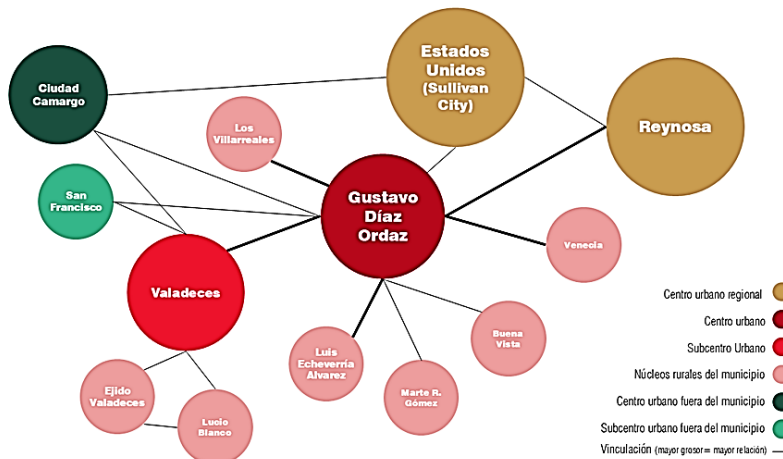 Ciudad
Camargo
Estados
Unidos
(Sullivan
City)
Reynosa
Los
Villarreales
San
Francisco
Gustavo
Díaz
Ordaz
Venecia
Valadeces
Buena
Vista
Luis
Echeverría
Alvarez
Marte R.
Gómez
Ejido
Valadeces
Lucio
Blanco
Centro urbano regional
Centro urbano
Subcentro Urbano
Núcleos rurales del municipio
Centro urbano fuera del municipio
Subcentro urbano fuera del municipio
Vinculación (mayor grosor= mayor relación)